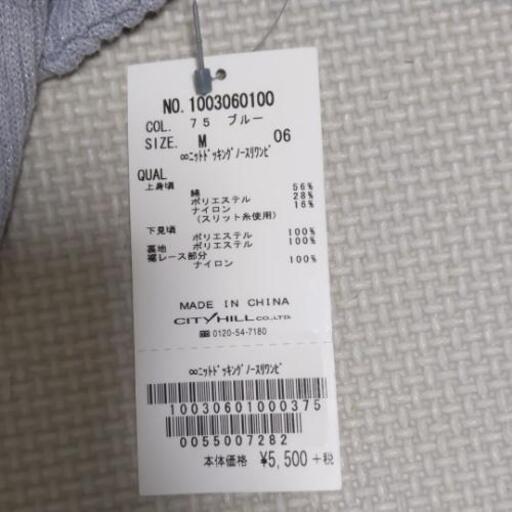 NO. 1003060100
COL. 75 ブルー
SIZE. M 06
∞ニットドッキングノースリワンピ
QUAL
上身頃 綿 56%
ポリエステル 28%
ナイロン 16%
(スリット糸使用)
下見頃 ポリエステル 100%
裏地 ポリエステル 100%
裾レース部分
ナイロン 100%
MADE IN CHINA
CITY HILL CO.,LTD.
0120-54-7180
∞ニットドッキングノースリワンピ
10030601000375
0055007282
本体価格 ¥5,500 +税